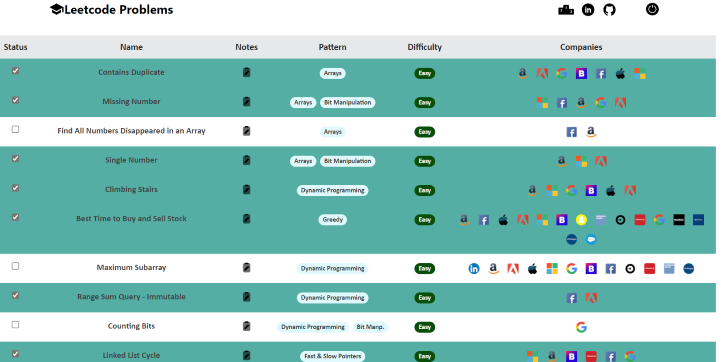 Leetcode Problems
Status Name Notes Pattern Difficulty Companies
Contains Duplicate Arrays Easy
Missing Number Arrays Bit Manipulation Easy
Find All Numbers Disappeared in an Array Arrays Easy
Single Number Arrays Bit Manipulation Easy
Climbing Stairs Dynamic Programming Easy
Best Time to Buy and Sell Stock Greedy Easy
Maximum Subarray Dynamic Programming Easy
Range Sum Query - Immutable Dynamic Programming Easy
Counting Bits Dynamic Programming Bit Manp. Easy
Linked List Cycle Fast & Slow Pointers Easy